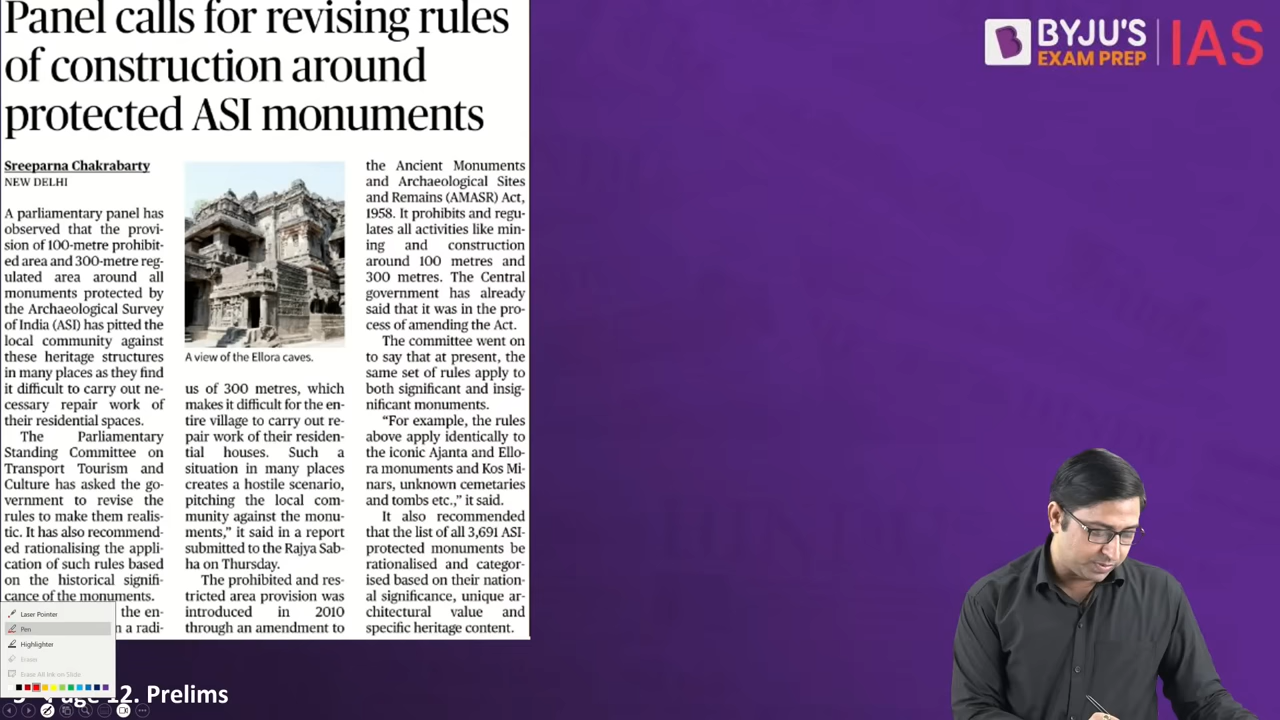 Panel calls for revising rules
of construction around
protected ASI monuments
Sreeparna Chakrabarty
NEW DELHI
A parliamentary panel has
observed that the provi-
sion of 100-metre prohibit-
ed area and 300-metre reg-
ulated area around all
monuments protected by
the Archaeological Survey
of India (ASI) has pitted the
local community against
these heritage structures
in many places as they find
it difficult to carry out ne-
cessary repair work of
their residential spaces.
The Parliamentary
Standing Committee on
Transport Tourism and
Culture has asked the go-
vernment to revise the
rules to make them realis-
tic. It has also recommend-
ed rationalising the appli-
cation of such rules based
on the historical signifi-
cance of the monuments.
the en-
a radi-
A view of the Ellora caves.
us of 300 metres, which
makes it difficult for the en-
tire village to carry out re-
pair work of their residen-
tial houses. Such a
situation in many places
creates a hostile scenario,
pitching the local com-
munity against the monu-
ments,” it said in a report
submitted to the Rajya Sab-
ha on Thursday.
The prohibited and res-
tricted area provision was
introduced in 2010
through an amendment to
the Ancient Monuments
and Archaeological Sites
and Remains (AMASR) Act,
1958. It prohibits and regu-
lates all activities like min-
ing and construction
around 100 metres and
300 metres. The Central
government has already
said that it was in the pro-
cess of amending the Act.
The committee went on
to say that at present, the
same set of rules apply to
both significant and insig-
nificant monuments.
“For example, the rules
above apply identically to
the iconic Ajanta and Ello-
ra monuments and Kos Mi-
nars, unknown cemeteries
and tombs etc.,” it said.
It also recommended
that the list of all 3,691 ASI-
protected monuments be
rationalised and categor-
ised based on their nation-
al significance, unique ar-
chitectural value and
specific heritage content.
BYJU'S
EXAM PREP
IAS
Laser Pointer
Pen
Highlighter
Eraser
Erase All Ink on Slide
12. Prelims